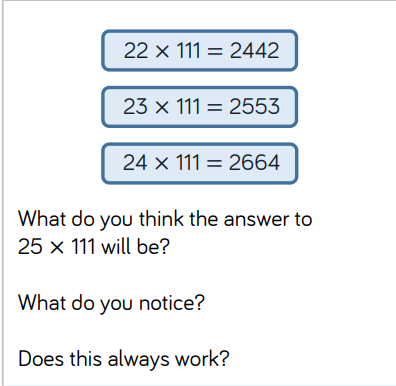 22 × 111 = 2442
23 × 111 = 2553
24 × 111 = 2664
What do you think the answer to
25 × 111 will be?
What do you notice?
Does this always work?